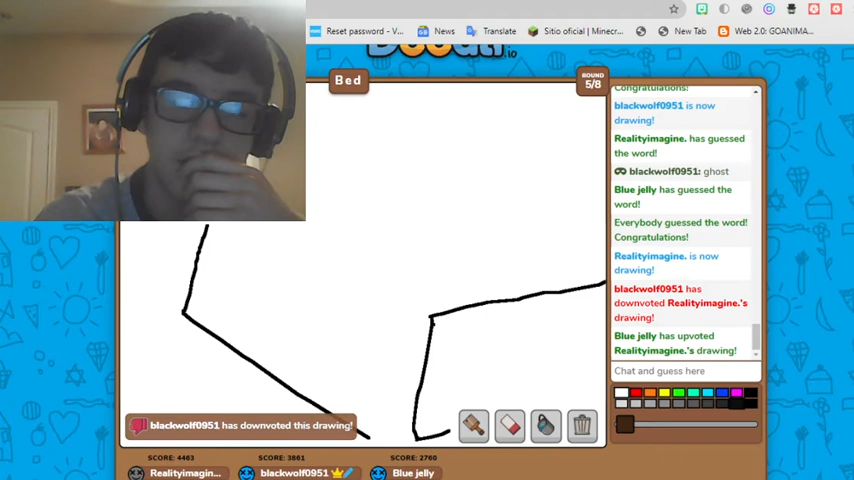 Reset password - V...
News
Translate
Sitio oficial | Minecr...
New Tab
Web 2.0: GOANIMA...
Doodli.io
Bed
ROUND
5/8
Congratulations!
blackwolf0951 is now
drawing!
Realityimagine. has guessed
the word!
blackwolf0951: ghost
Blue jelly has guessed the
word!
Everybody guessed the word!
Congratulations!
Realityimagine. is now
drawing!
blackwolf0951 has
downvoted Realityimagine.'s
drawing!
Blue jelly has upvoted
Realityimagine.'s drawing!
Chat and guess here
blackwolf0951 has downvoted this drawing!
SCORE: 4463
SCORE: 3861
SCORE: 2760
Realityimagin...
blackwolf0951
Blue jelly